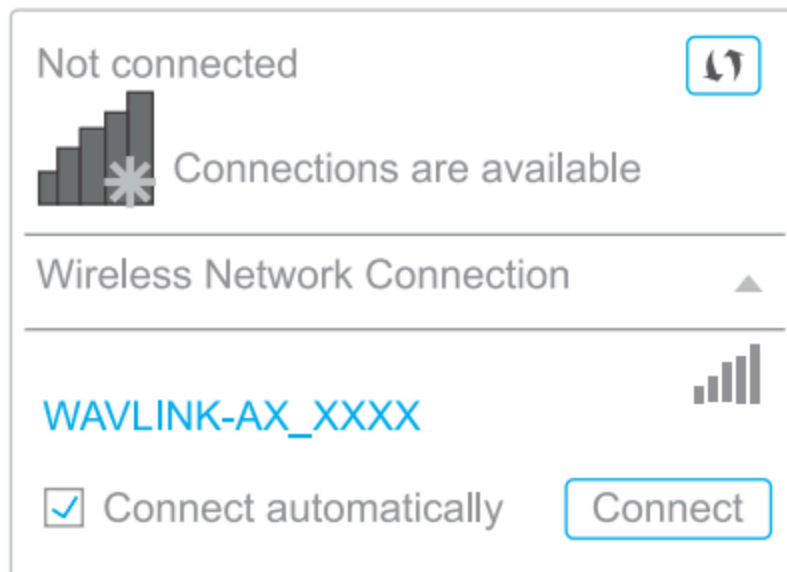 Not connected
Connections are available
Wireless Network Connection
WAVLINK-AX_XXXX
Connect automatically
Connect